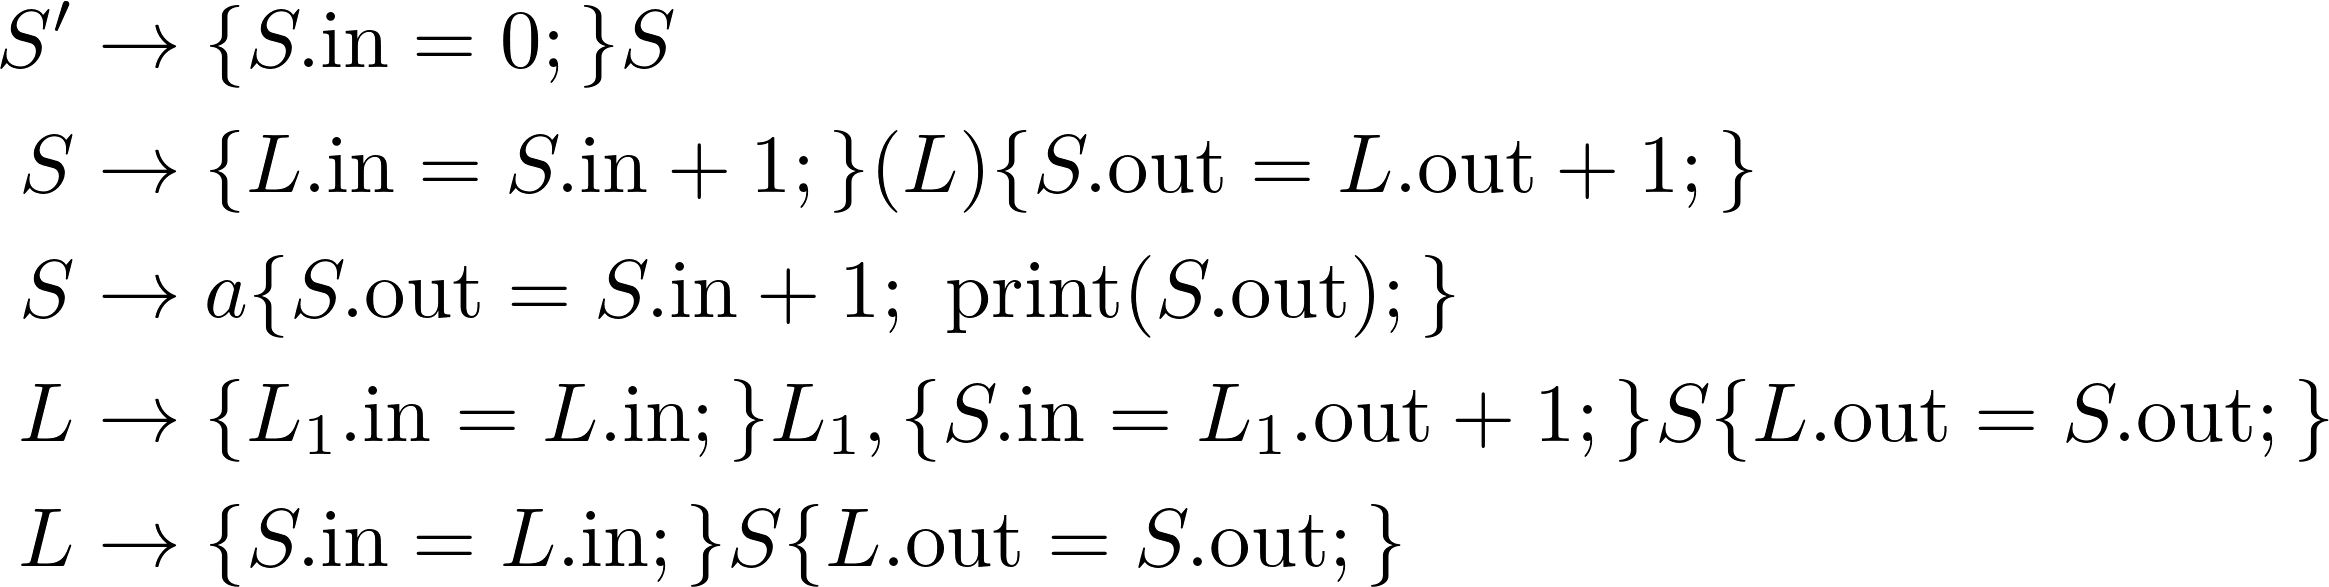 S′ → {S.in = 0; }S
S → {L.in = S.in + 1; }(L){S.out = L.out + 1; }
S → a{S.out = S.in + 1; print(S.out); }
L → {L₁.in = L.in; }L₁, {S.in = L₁.out + 1; }S{L.out = S.out; }
L → {S.in = L.in; }S{L.out = S.out; }